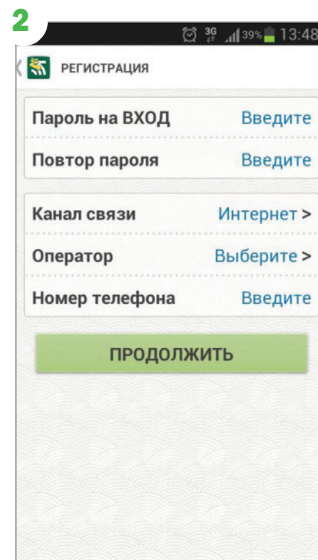 2
3G 39% 13:48
РЕГИСТРАЦИЯ
Пароль на ВХОД Введите
Повтор пароля Введите
Канал связи Интернет >
Оператор Выберите >
Номер телефона Введите
ПРОДОЛЖИТЬ